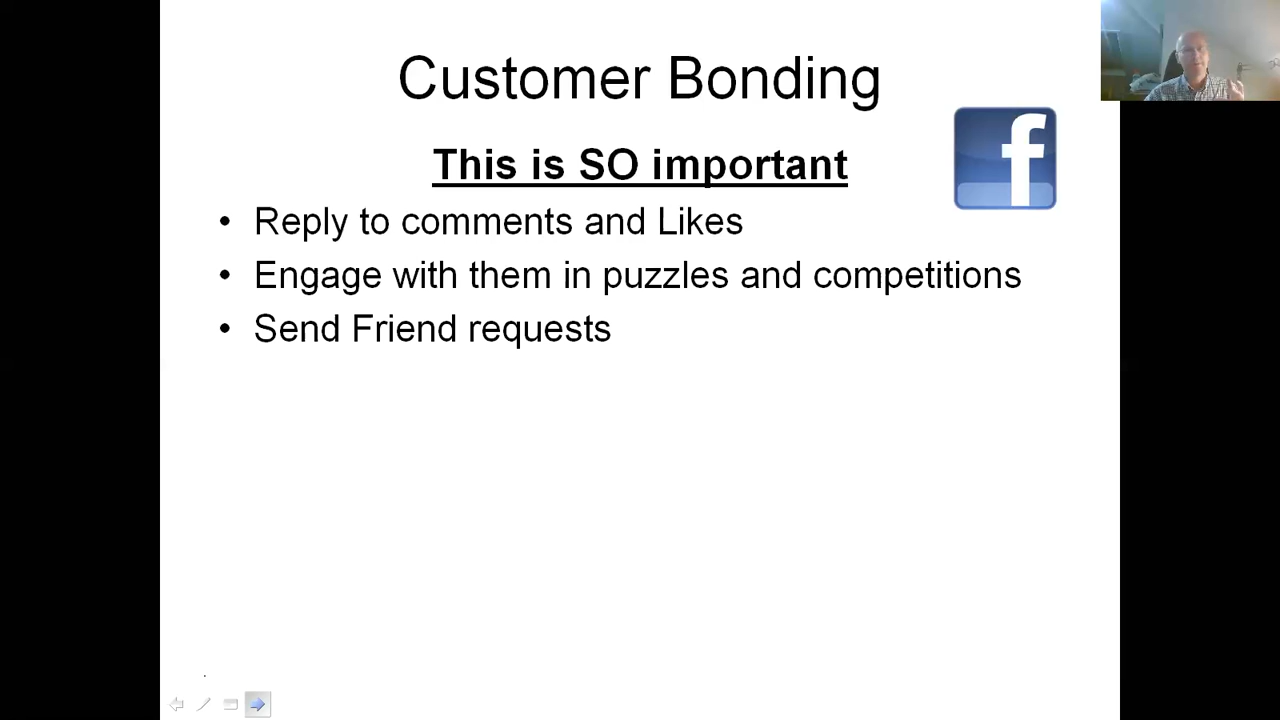 Customer Bonding
This is SO important
• Reply to comments and Likes
• Engage with them in puzzles and competitions
• Send Friend requests
f